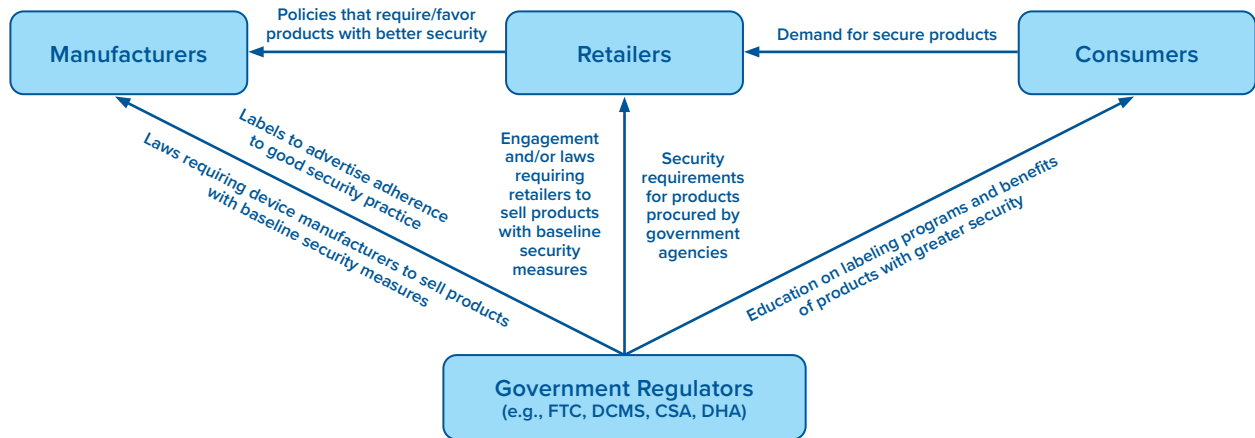 Policies that require/favor
products with better security
Manufacturers
Retailers
Demand for secure products
Consumers
Labels to advertise adherence
to good security practice
Laws requiring device manufacturers to sell products
with baseline security measures
Engagement
and/or laws
requiring
retailers to
sell products
with baseline
security
measures
Security
requirements
for products
procured by
government
agencies
Education on labeling programs and benefits
of products with greater security
Government Regulators
(e.g., FTC, DCMS, CSA, DHA)